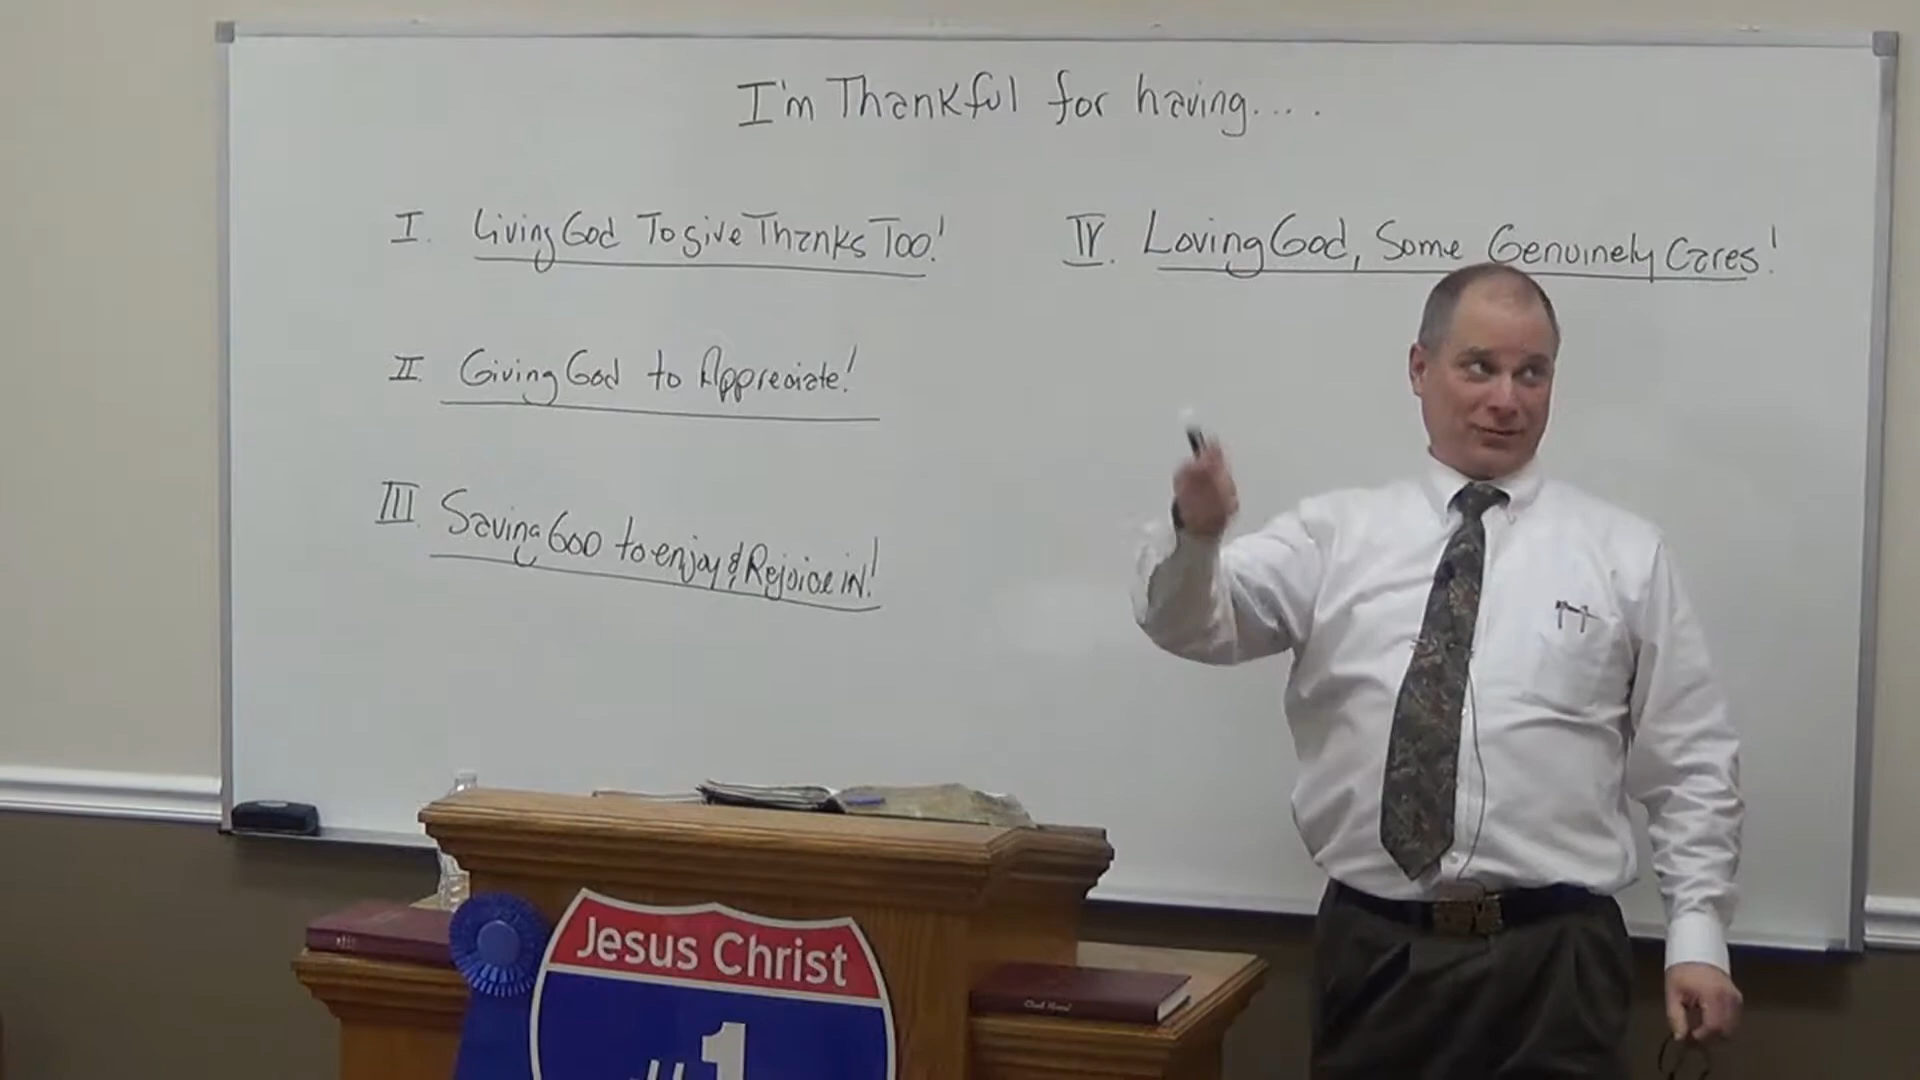 I'm Thankful for having....
I. Living God To give Thanks Too!
II. Giving God to Appreciate!
III. Saving God to enjoy & Rejoice in!
IV. Loving God, Some Genuinely Cares!
Jesus Christ
#1